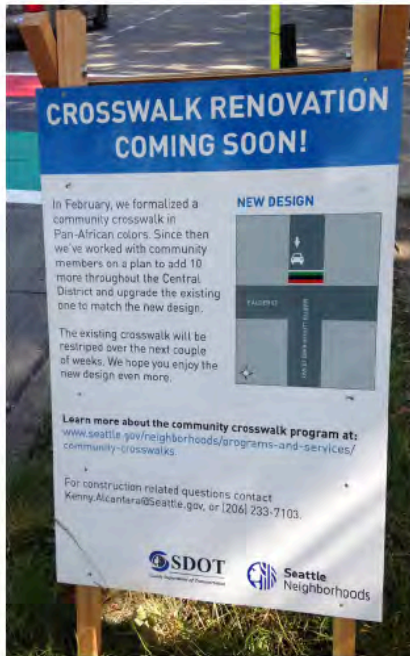 CROSSWALK RENOVATION
COMING SOON!
In February, we formalized a
community crosswalk in
Pan-African colors. Since then
we've worked with community
members on a plan to add 10
more throughout the Central
District and upgrade the existing
one to match the new design.
The existing crosswalk will be
restriped over the next couple
of weeks. We hope you enjoy the
new design even more.
NEW DESIGN
Learn more about the community crosswalk program at:
www.seattle.gov/neighborhoods/programs-and-services/
community-crosswalks
For construction related questions contact
Kenny.Alcantara@Seattle.gov, or (206) 233-7103.
SDOT
Seattle Department of Transportation
Seattle
Neighborhoods